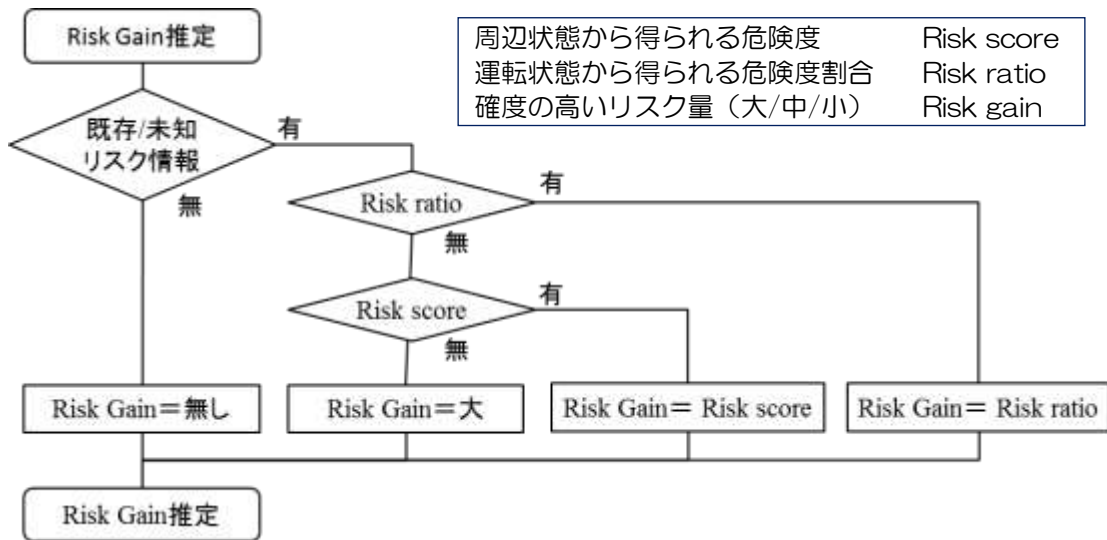 Risk Gain推定
周辺状態から得られる危険度 Risk score
運転状態から得られる危険度割合 Risk ratio
確度の高いリスク量（大/中/小） Risk gain
既存/未知
リスク情報
有
無
Risk ratio
有
無
Risk score
有
無
Risk Gain＝無し
Risk Gain＝大
Risk Gain＝ Risk score
Risk Gain＝ Risk ratio
Risk Gain推定